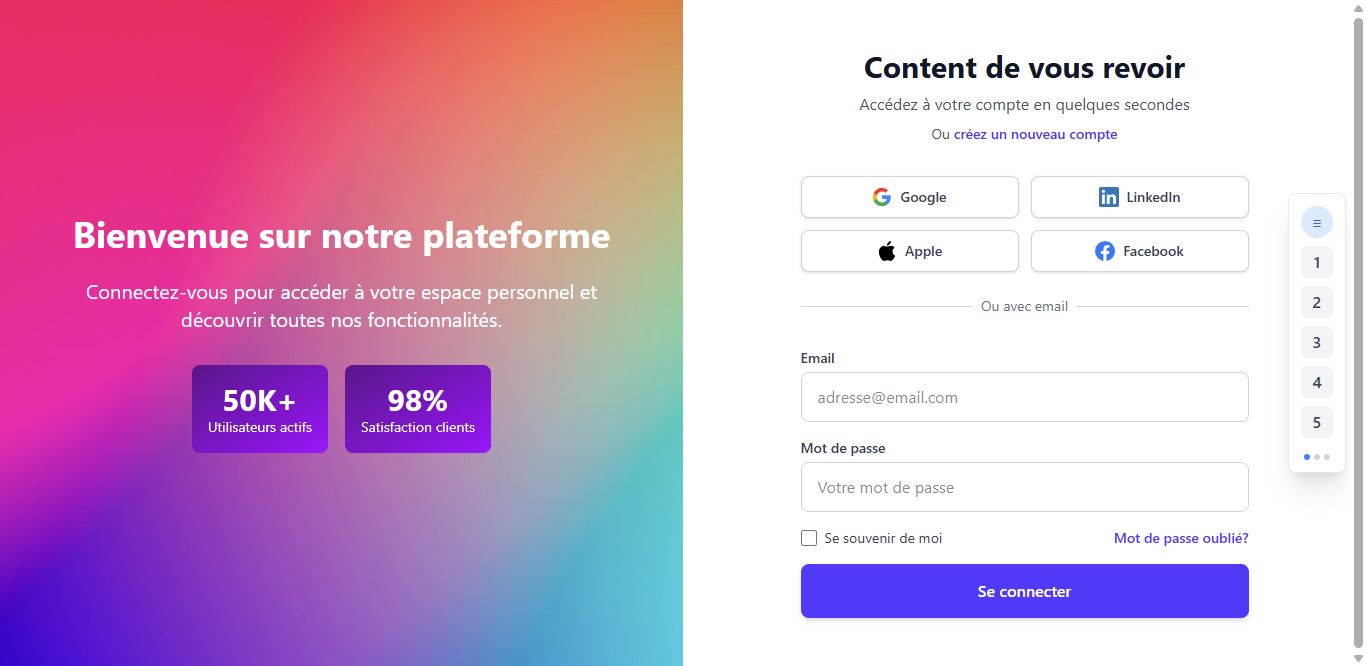 Bienvenue sur notre plateforme
Connectez-vous pour accéder à votre espace personnel et
découvrir toutes nos fonctionnalités.
50K+
Utilisateurs actifs
98%
Satisfaction clients
Content de vous revoir
Accédez à votre compte en quelques secondes
Ou créez un nouveau compte
Google
LinkedIn
Apple
Facebook
Ou avec email
Email
adresse@email.com
Mot de passe
Votre mot de passe
Se souvenir de moi
Mot de passe oublié?
Se connecter
1
2
3
4
5